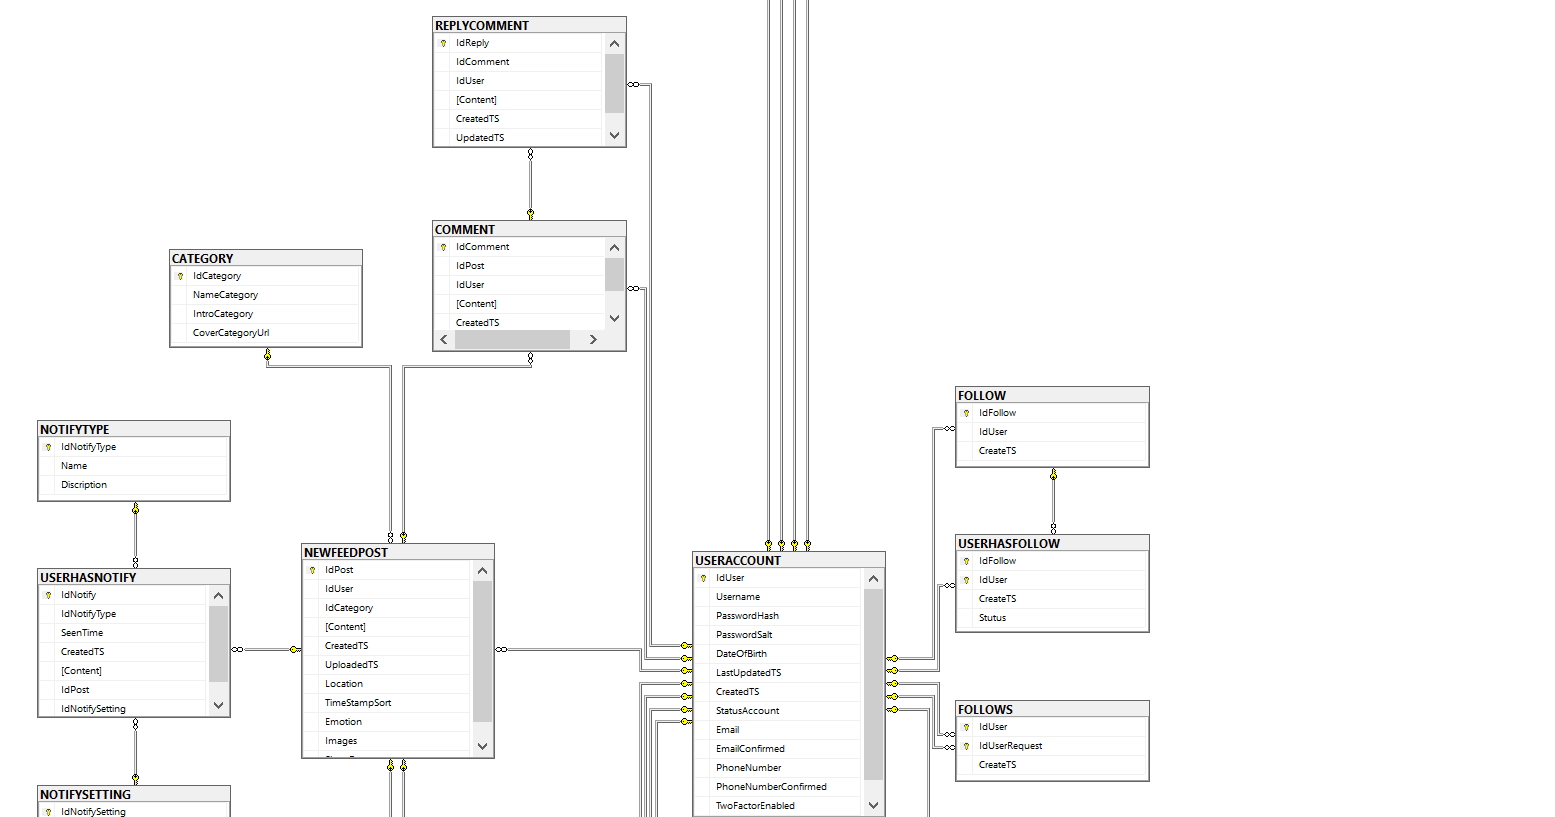 REPLYCOMMENT
IdReply
IdComment
IdUser
[Content]
CreatedTS
UpdatedTS
COMMENT
IdComment
IdPost
IdUser
[Content]
CreatedTS
CATEGORY
IdCategory
NameCategory
IntroCategory
CoverCategoryUrl
NOTIFYTYPE
IdNotifyType
Name
Discription
USERHASNOTIFY
IdNotify
IdNotifyType
SeenTime
CreatedTS
[Content]
IdPost
IdNotifySetting
NOTIFYSETTING
IdNotifySetting
NEWFEEDPOST
IdPost
IdUser
IdCategory
[Content]
CreatedTS
UploadedTS
Location
TimeStampSort
Emotion
Images
USERACCOUNT
IdUser
Username
PasswordHash
PasswordSalt
DateOfBirth
LastUpdatedTS
CreatedTS
StatusAccount
Email
EmailConfirmed
PhoneNumber
PhoneNumberConfirmed
TwoFactorEnabled
FOLLOW
IdFollow
IdUser
CreateTS
USERHASFOLLOW
IdFollow
IdUser
CreateTS
Stutus
FOLLOWS
IdUser
IdUserRequest
CreateTS